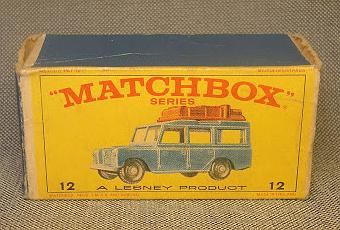 "MATCHBOX"
SERIES
12 A LESNEY PRODUCT 12